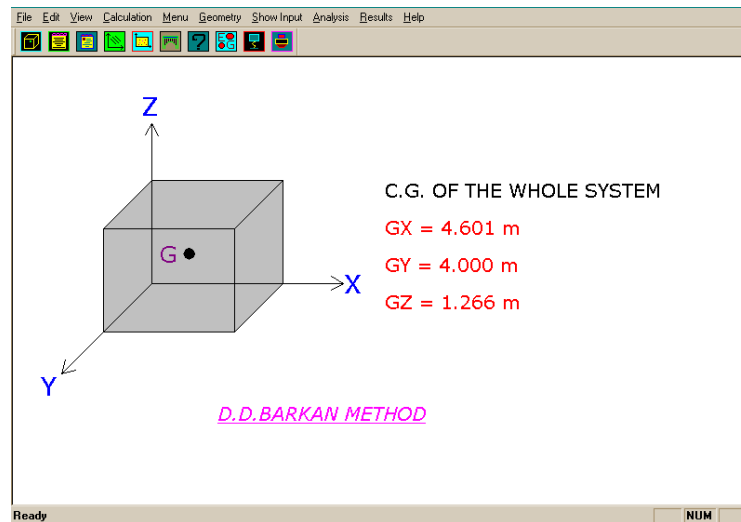 File Edit View Calculation Menu Geometry Show Input Analysis Results Help
E G
Z
C.G. OF THE WHOLE SYSTEM
GX = 4.601 m
G
GY = 4.000 m
X
GZ = 1.266 m
Y
D.D.BARKAN METHOD
Ready NUM